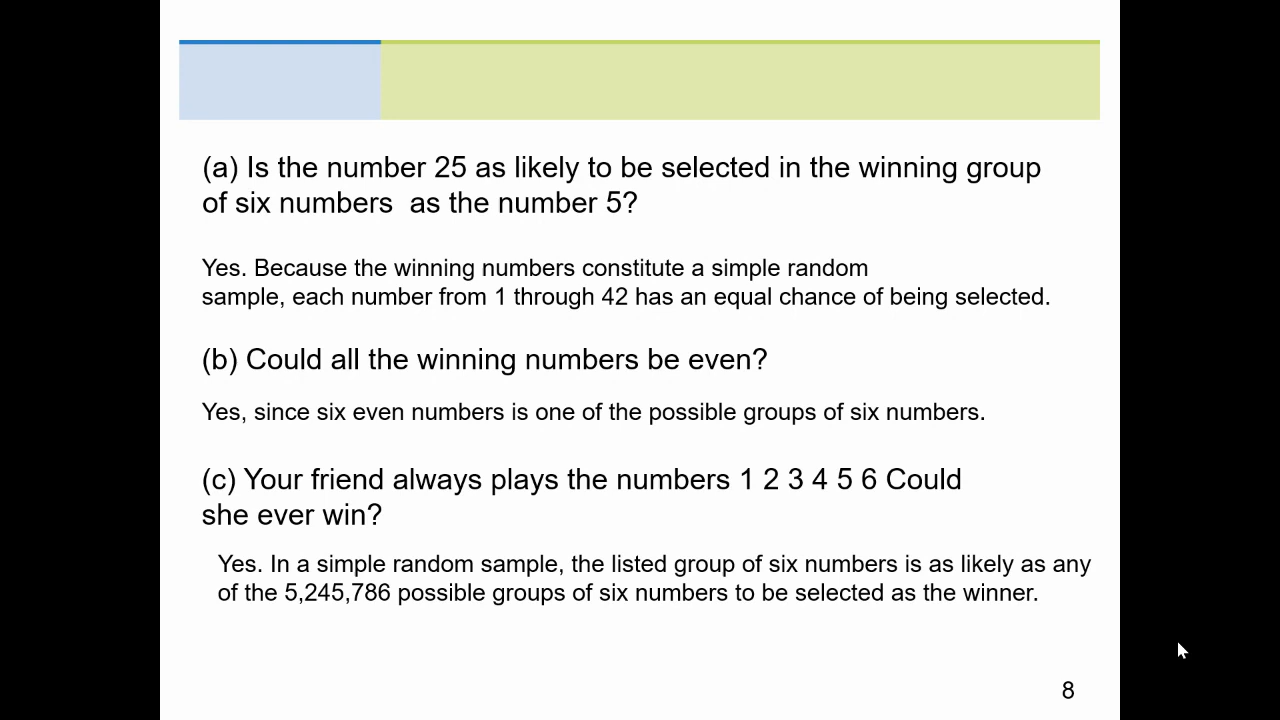 (a) Is the number 25 as likely to be selected in the winning group
of six numbers  as the number 5?
Yes. Because the winning numbers constitute a simple random
sample, each number from 1 through 42 has an equal chance of being selected.
(b) Could all the winning numbers be even?
Yes, since six even numbers is one of the possible groups of six numbers.
(c) Your friend always plays the numbers 1 2 3 4 5 6 Could
she ever win?
Yes. In a simple random sample, the listed group of six numbers is as likely as any
of the 5,245,786 possible groups of six numbers to be selected as the winner.
8